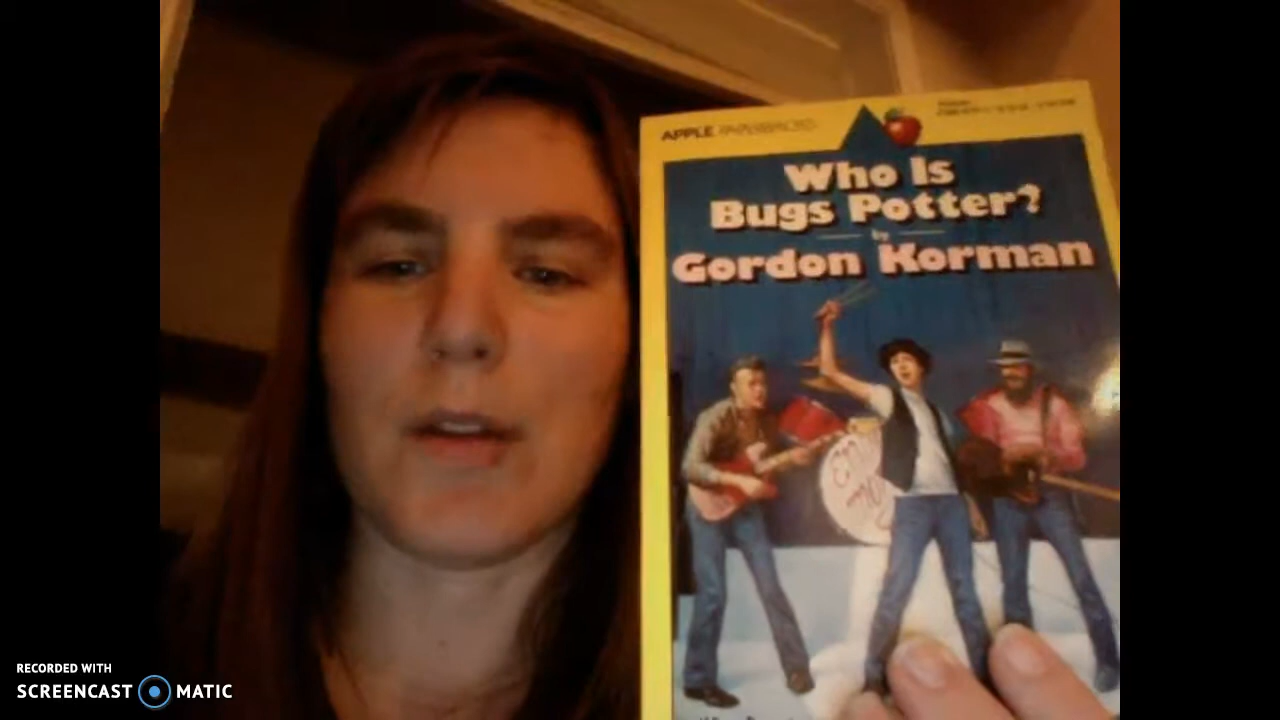 APPLE PAPERBACKS
Who Is
Bugs Potter?
by
Gordon Korman
RECORDED WITH
SCREENCAST MATIC